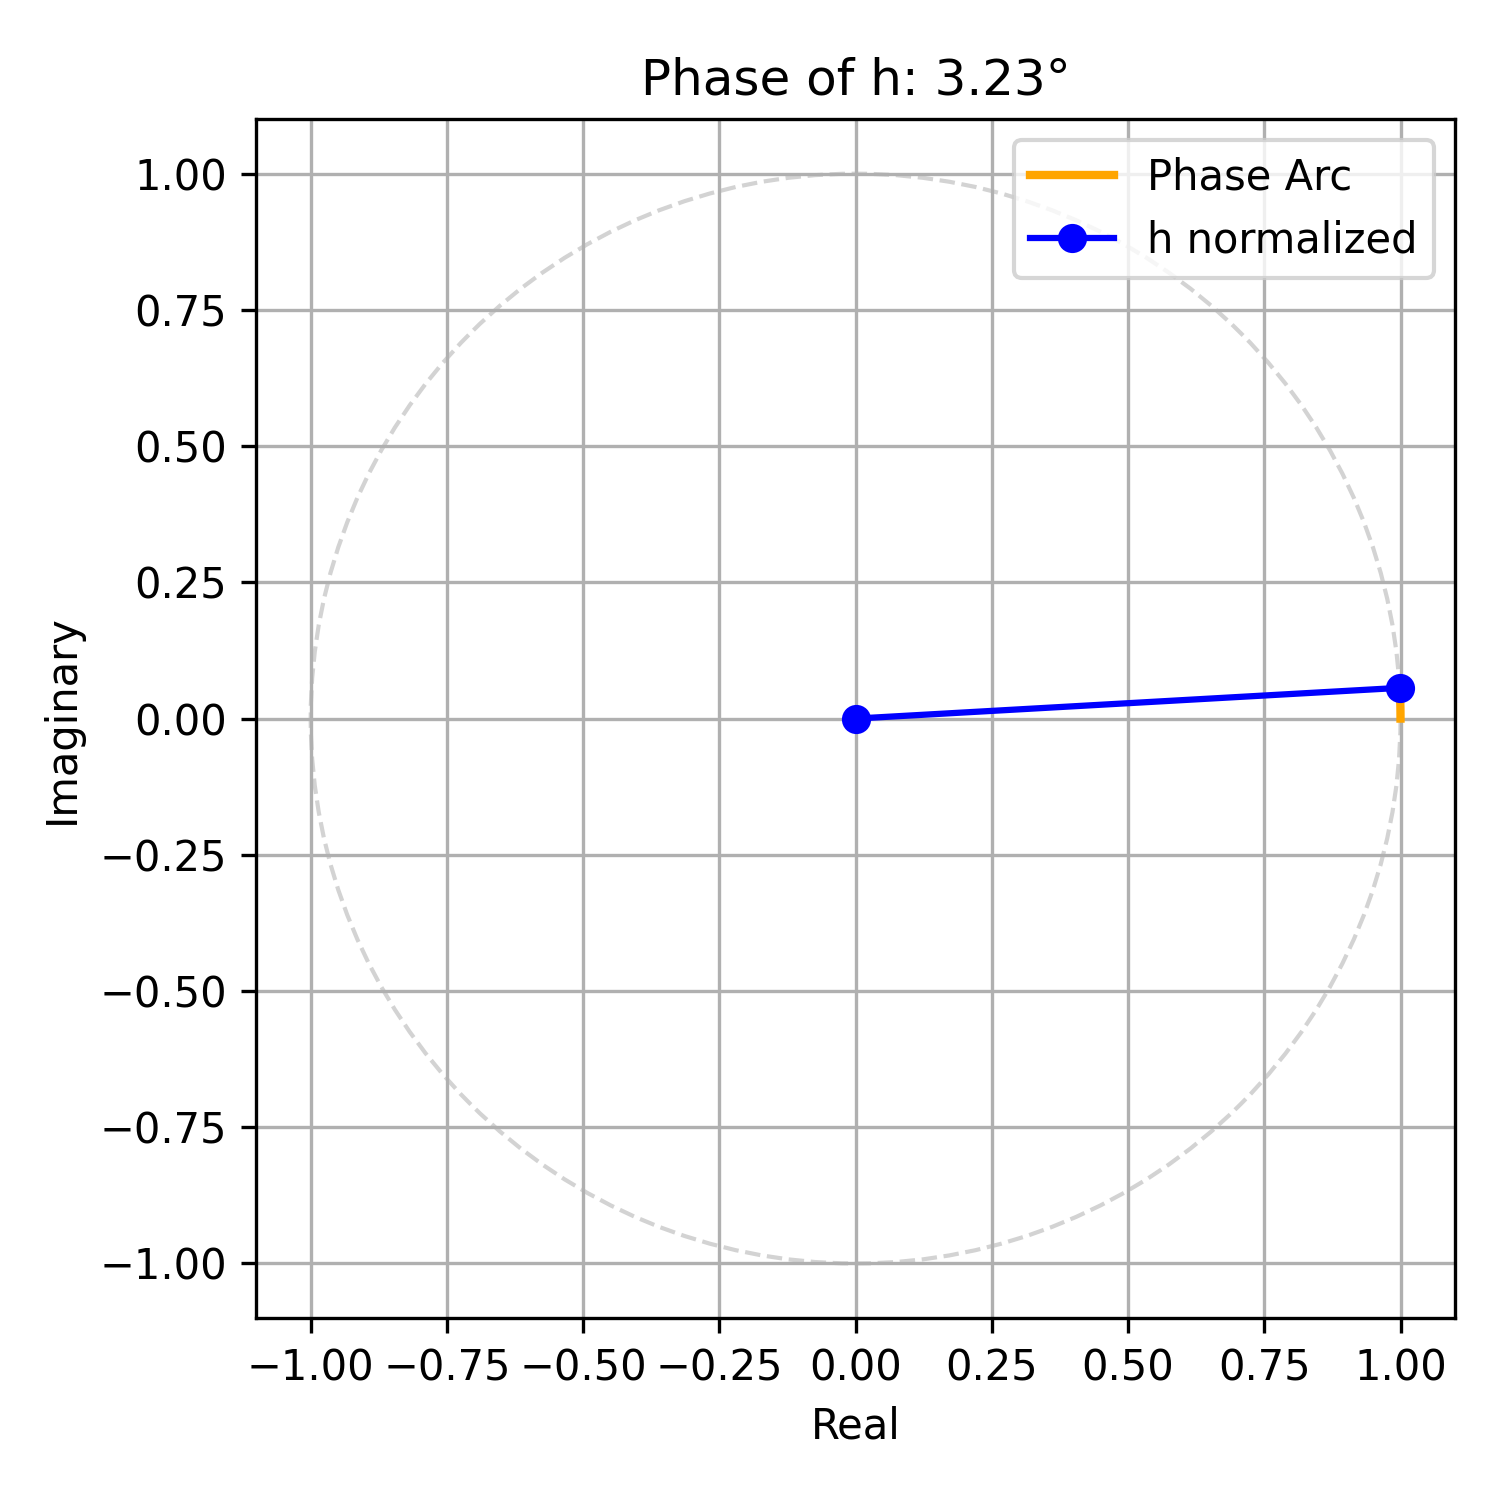 Phase of h: 3.23°
Phase Arc
h normalized
1.00
0.75
0.50
0.25
0.00
−0.25
−0.50
−0.75
−1.00
Imaginary
−1.00 −0.75 −0.50 −0.25 0.00 0.25 0.50 0.75 1.00
Real